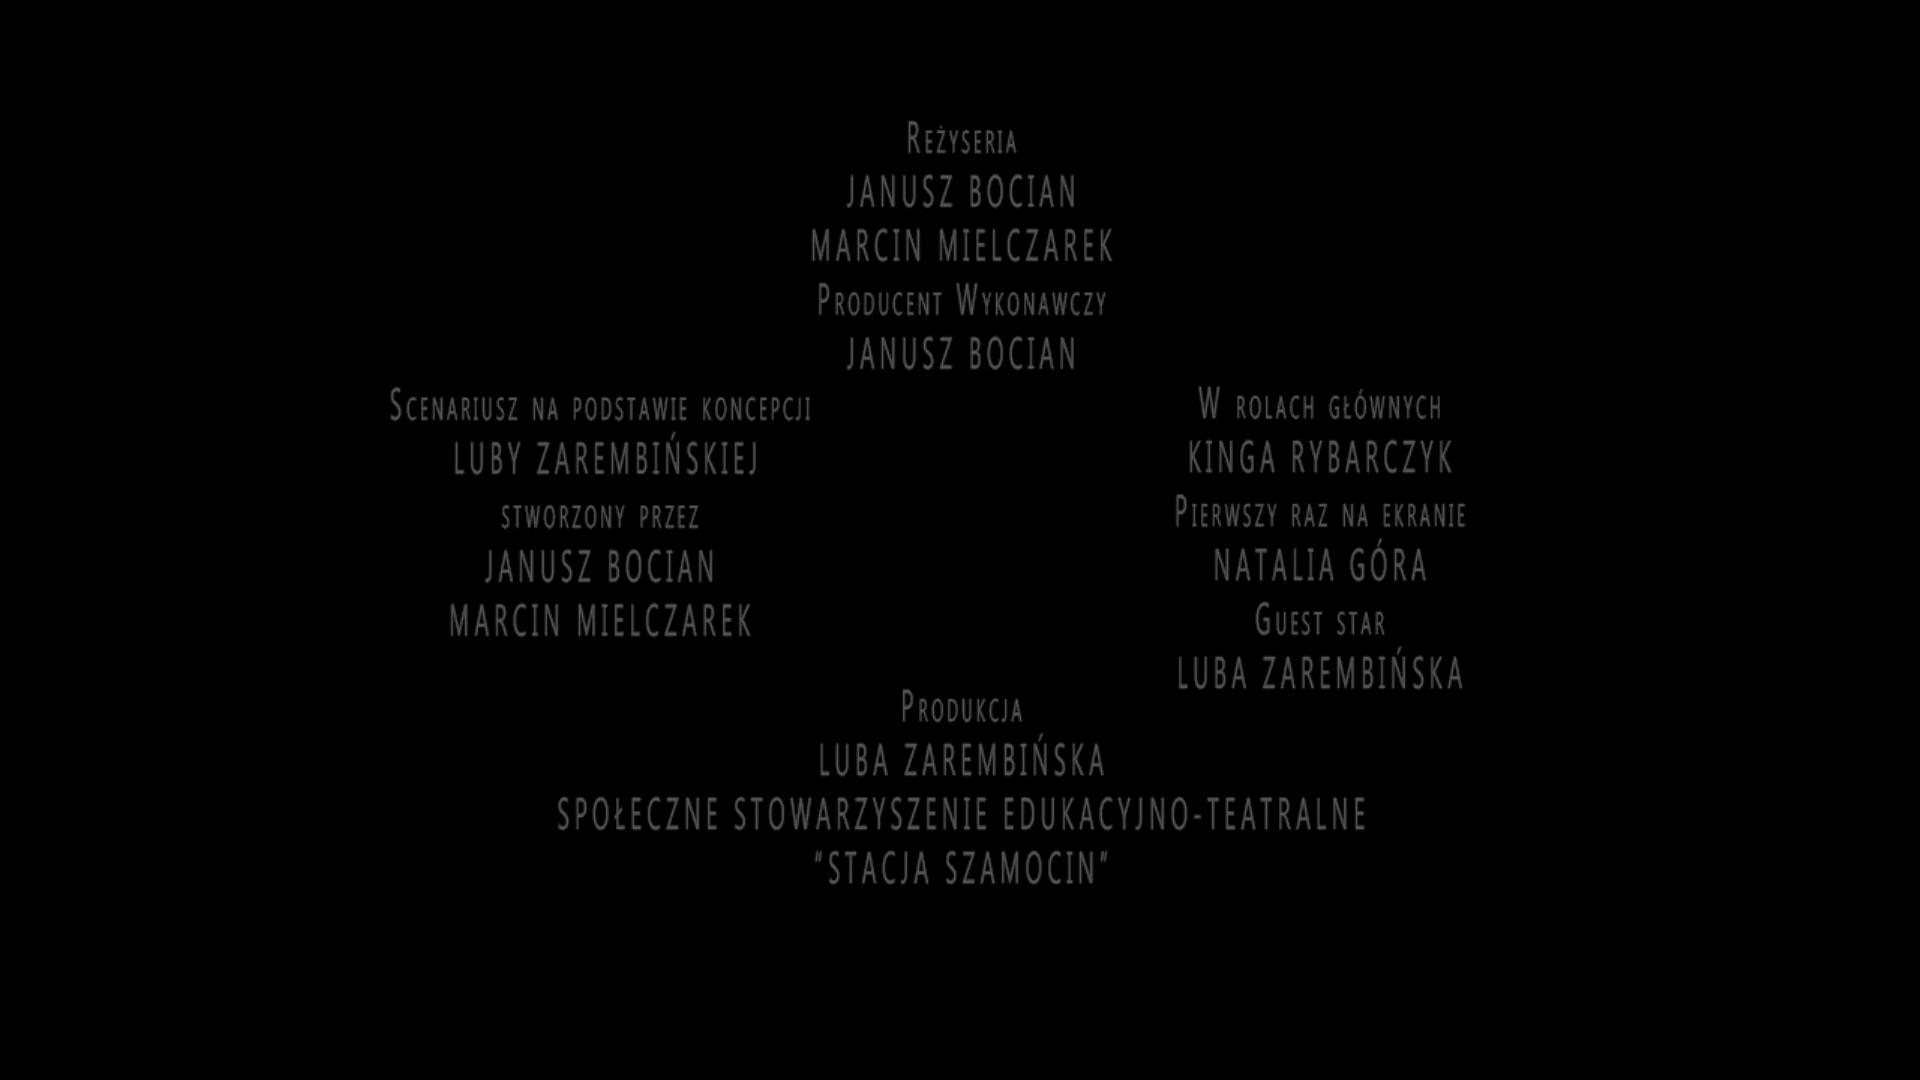 Reżyseria
JANUSZ BOCIAN
MARCIN MIELCZAREK
Producent Wykonawczy
JANUSZ BOCIAN
Scenariusz na podstawie koncepcji
LUBY ZAREMBIŃSKIEJ
stworzony przez
JANUSZ BOCIAN
MARCIN MIELCZAREK
W rolach głównych
KINGA RYBARCZYK
Pierwszy raz na ekranie
NATALIA GÓRA
Guest star
LUBA ZAREMBIŃSKA
Produkcja
LUBA ZAREMBIŃSKA
SPOŁECZNE STOWARZYSZENIE EDUKACYJNO-TEATRALNE
“STACJA SZAMOCIN”